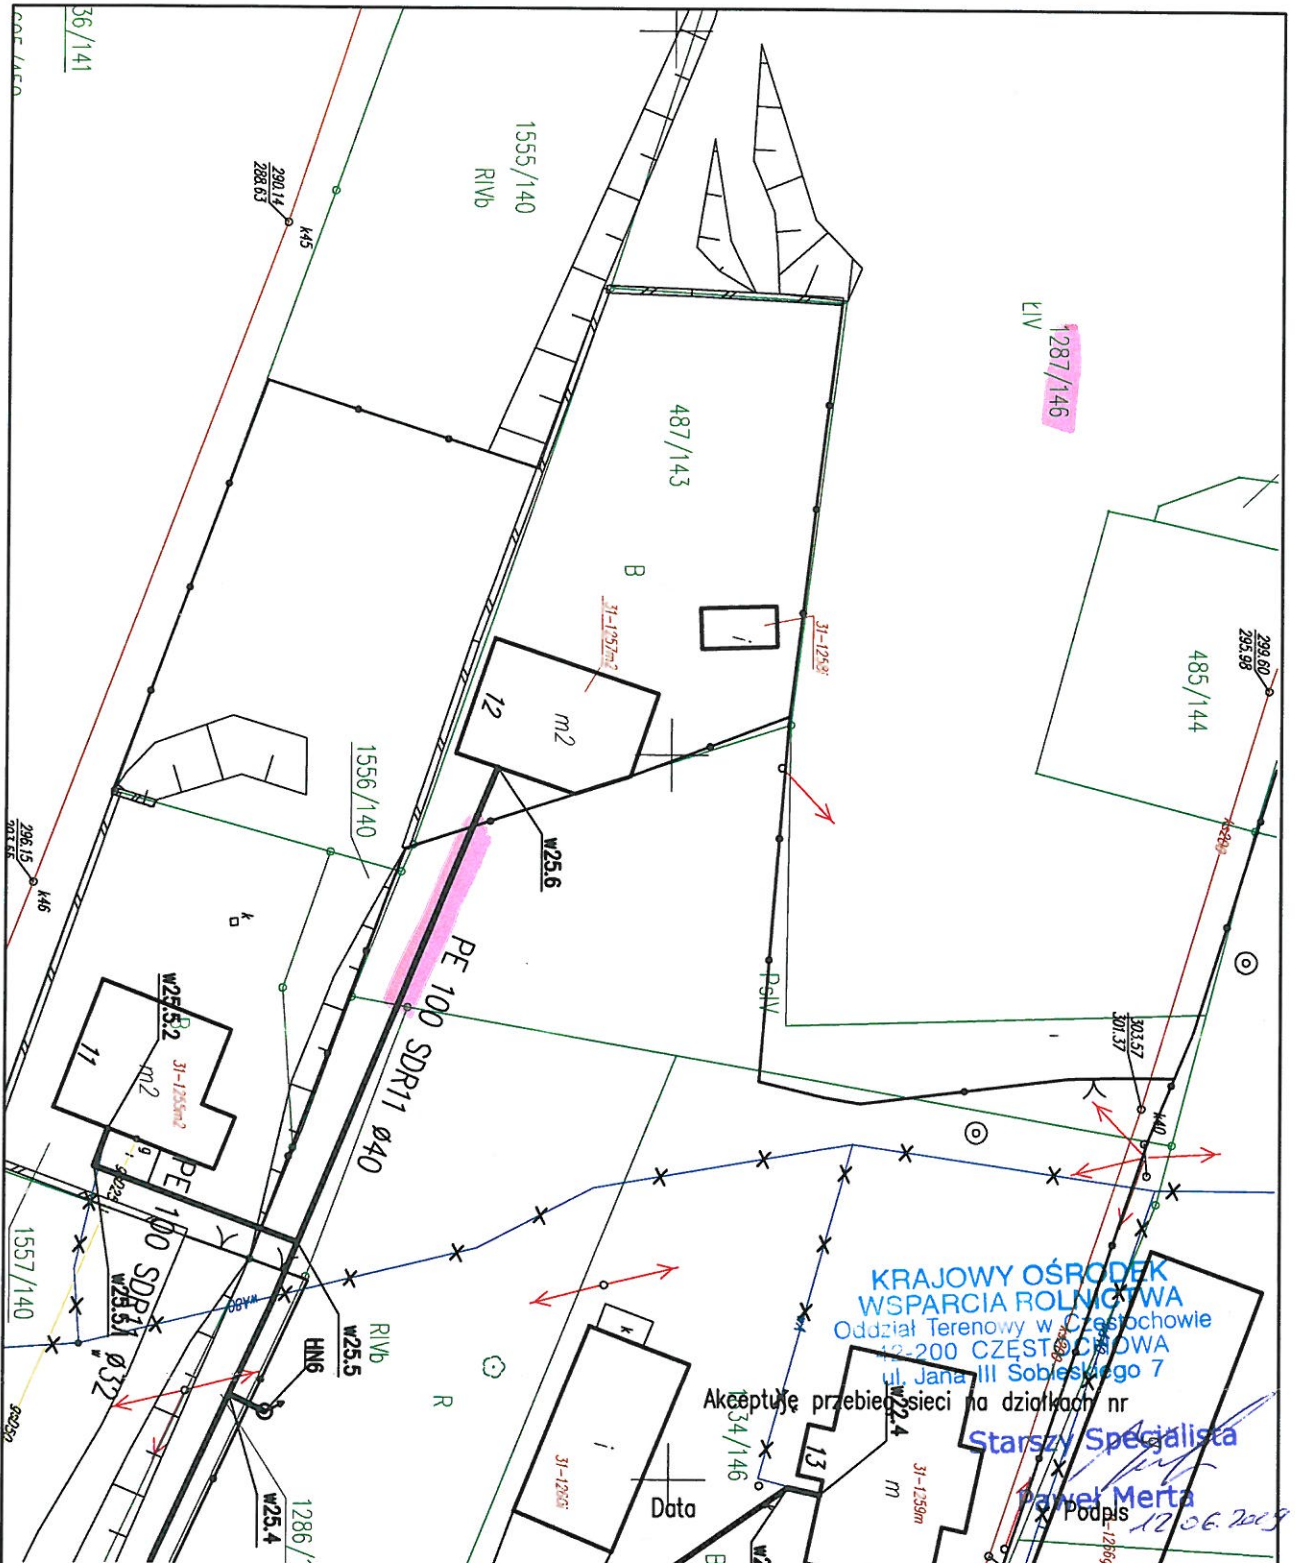 36/141
1555/140
RIVb
290.14
288.63
k45
ŁIV
1287/146
487/143
B
31-1257m2
31-1258i
i
299.60
295.98
485/144
ks200
12
m2
1556/140
w25.6
296.15
k46
k
PE 100 SDR11 ø40
PsIV
303.57
301.37
k40
w25.5.2
B
31-1255m2
m2
11
g
PE 100 SDR11 ø32
w25.5.1
1557/140
wA80
w25.5
HN6
RIVb
R
k
i
31-1260i
w25.4
1286/
KRAJOWY OŚRODEK
WSPARCIA ROLNICTWA
Oddział Terenowy w Częstochowie
42-200 CZĘSTOCHOWA
ul. Jana III Sobieskiego 7
Akceptuję przebieg sieci na działkach nr
w22.4
13
31-1259m
m
Starszy Specjalista
Paweł Merta
Data
Podpis
12.06.2019